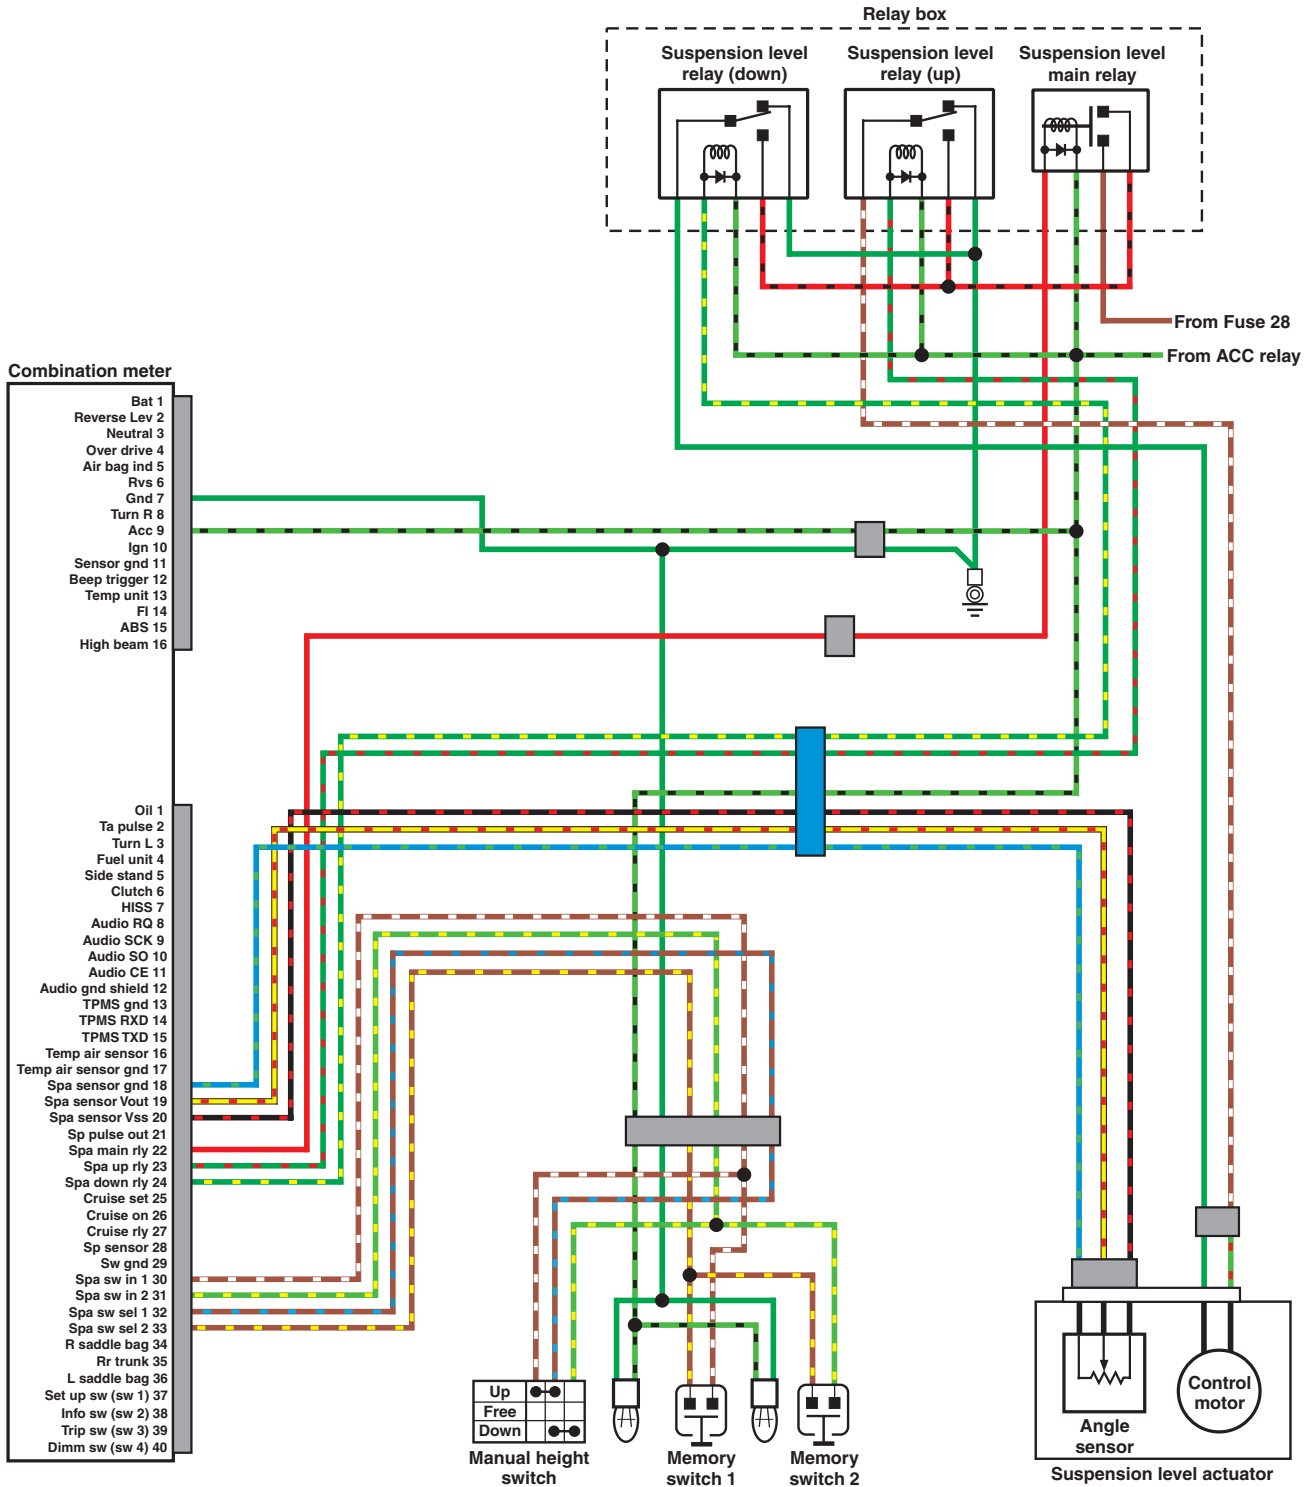 Relay box
Suspension level
relay (down)
Suspension level
relay (up)
Suspension level
main relay
From Fuse 28
From ACC relay
Combination meter
Bat 1
Reverse Lev 2
Neutral 3
Over drive 4
Air bag ind 5
Rvs 6
Gnd 7
Turn R 8
Acc 9
Ign 10
Sensor gnd 11
Beep trigger 12
Temp unit 13
FI 14
ABS 15
High beam 16
Oil 1
Ta pulse 2
Turn L 3
Fuel unit 4
Side stand 5
Clutch 6
HISS 7
Audio RQ 8
Audio SCK 9
Audio SO 10
Audio CE 11
Audio gnd shield 12
TPMS gnd 13
TPMS RXD 14
TPMS TXD 15
Temp air sensor 16
Temp air sensor gnd 17
Spa sensor gnd 18
Spa sensor Vout 19
Spa sensor Vss 20
Sp pulse out 21
Spa main rly 22
Spa up rly 23
Spa down rly 24
Cruise set 25
Cruise on 26
Cruise rly 27
Sp sensor 28
Sw gnd 29
Spa sw in 1 30
Spa sw in 2 31
Spa sw sel 1 32
Spa sw sel 2 33
R saddle bag 34
Rr trunk 35
L saddle bag 36
Set up sw (sw 1) 37
Info sw (sw 2) 38
Trip sw (sw 3) 39
Dimm sw (sw 4) 40
Up
Free
Down
Manual height
switch
Memory
switch 1
Memory
switch 2
Angle
sensor
Control
motor
Suspension level actuator